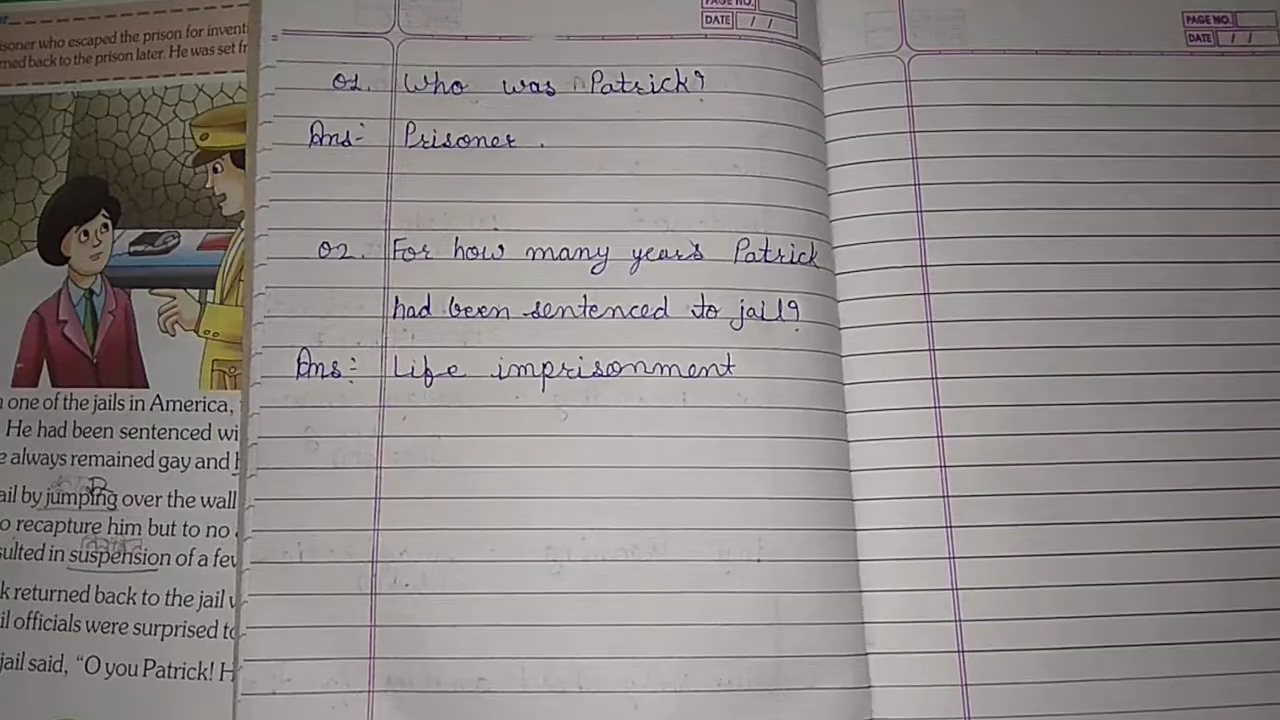 isoner who escaped the prison for invent
rned back to the prison later. He was set fr
one of the jails in America,
He had been sentenced wi
e always remained gay and h
ail by jumping over the wall
o recapture him but to no
sulted in suspension of a few
k returned back to the jail
il officials were surprised to
jail said, "O you Patrick! H
PAGE NO.
DATE / /
01. Who was Patrick?
Ans:- Prisoner.
02. For how many years Patrick
had been sentenced to jail?
Ans:- Life imprisonment
PAGE NO.
DATE / /